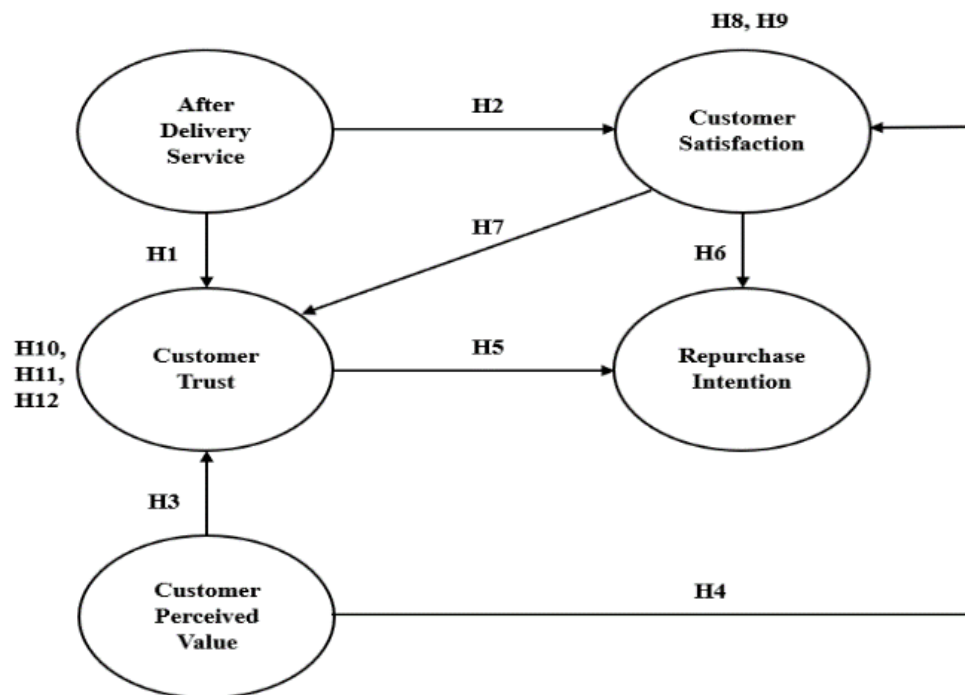 H8, H9
After
Delivery
Service
H2
Customer
Satisfaction
H1
H7
H6
H10,
H11,
H12
Customer
Trust
H5
Repurchase
Intention
H3
Customer
Perceived
Value
H4